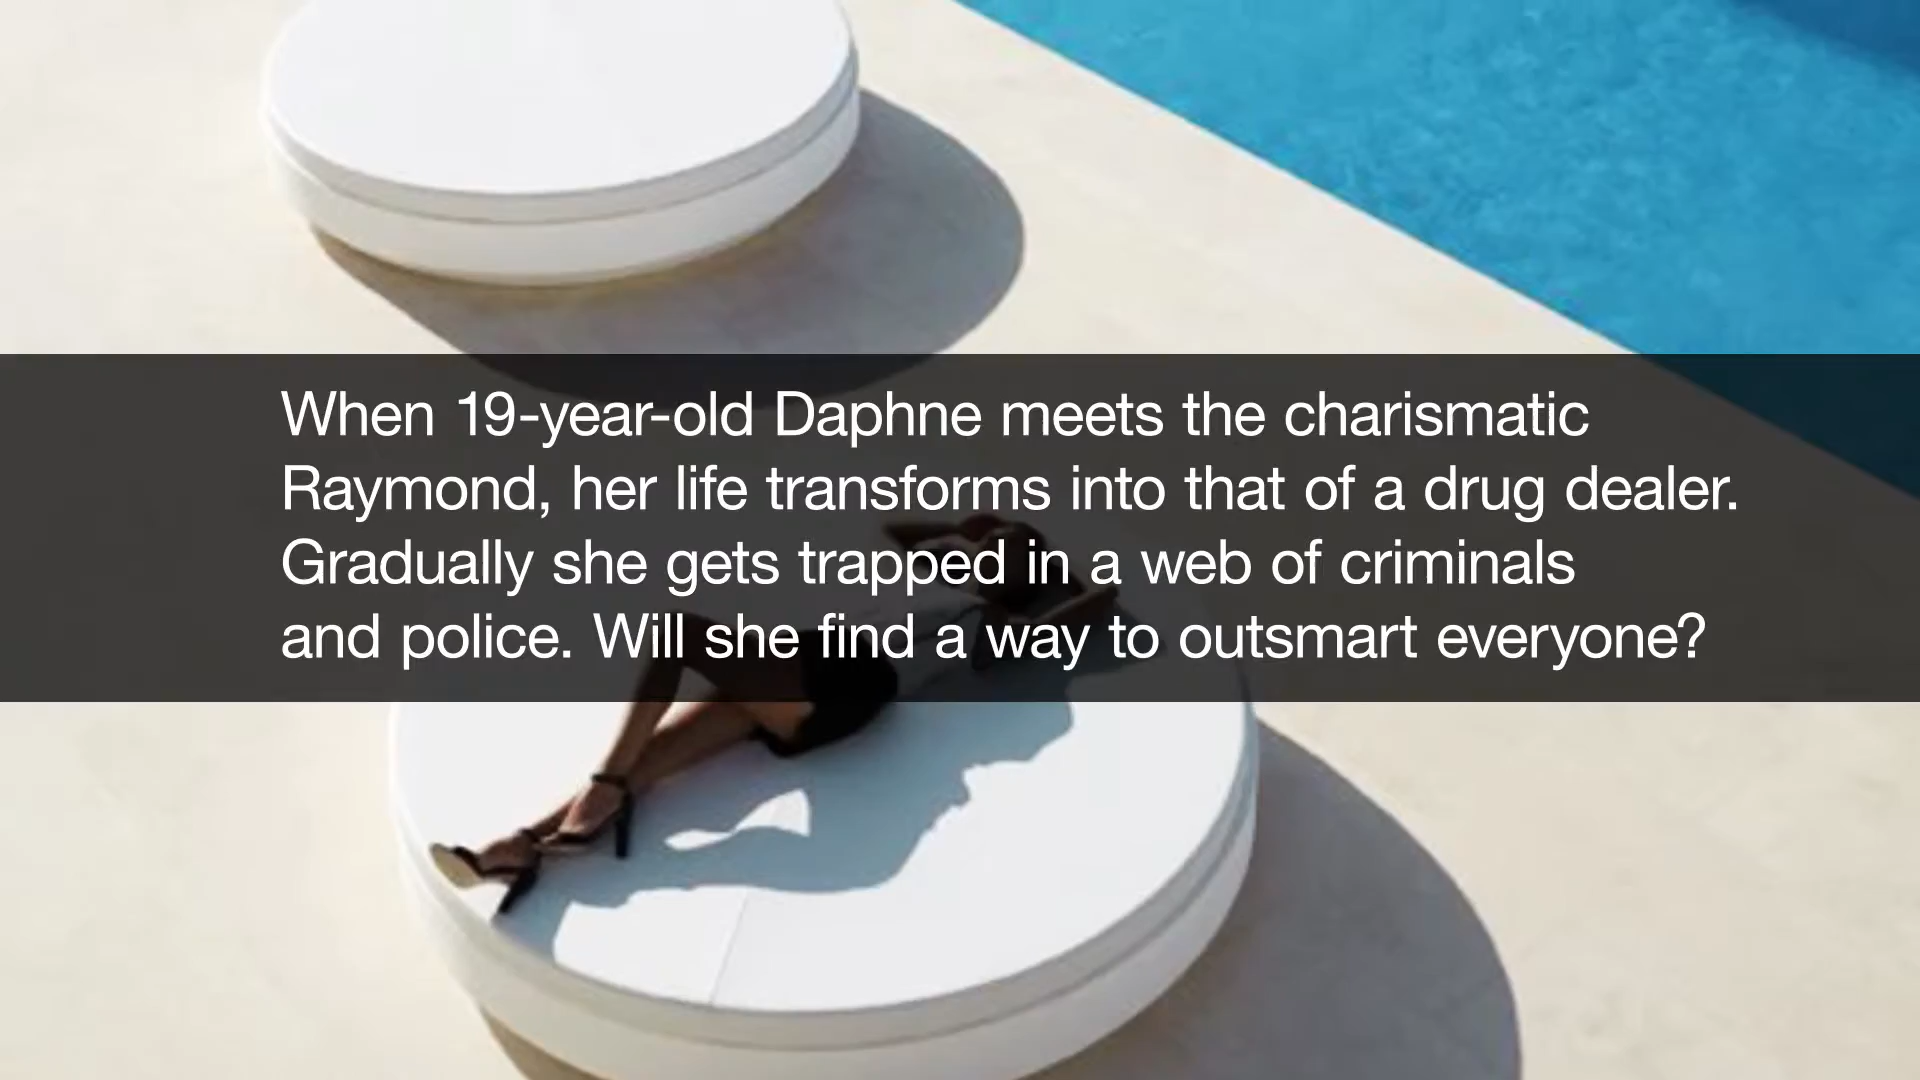 When 19-year-old Daphne meets the charismatic
Raymond, her life transforms into that of a drug dealer.
Gradually she gets trapped in a web of criminals
and police. Will she find a way to outsmart everyone?